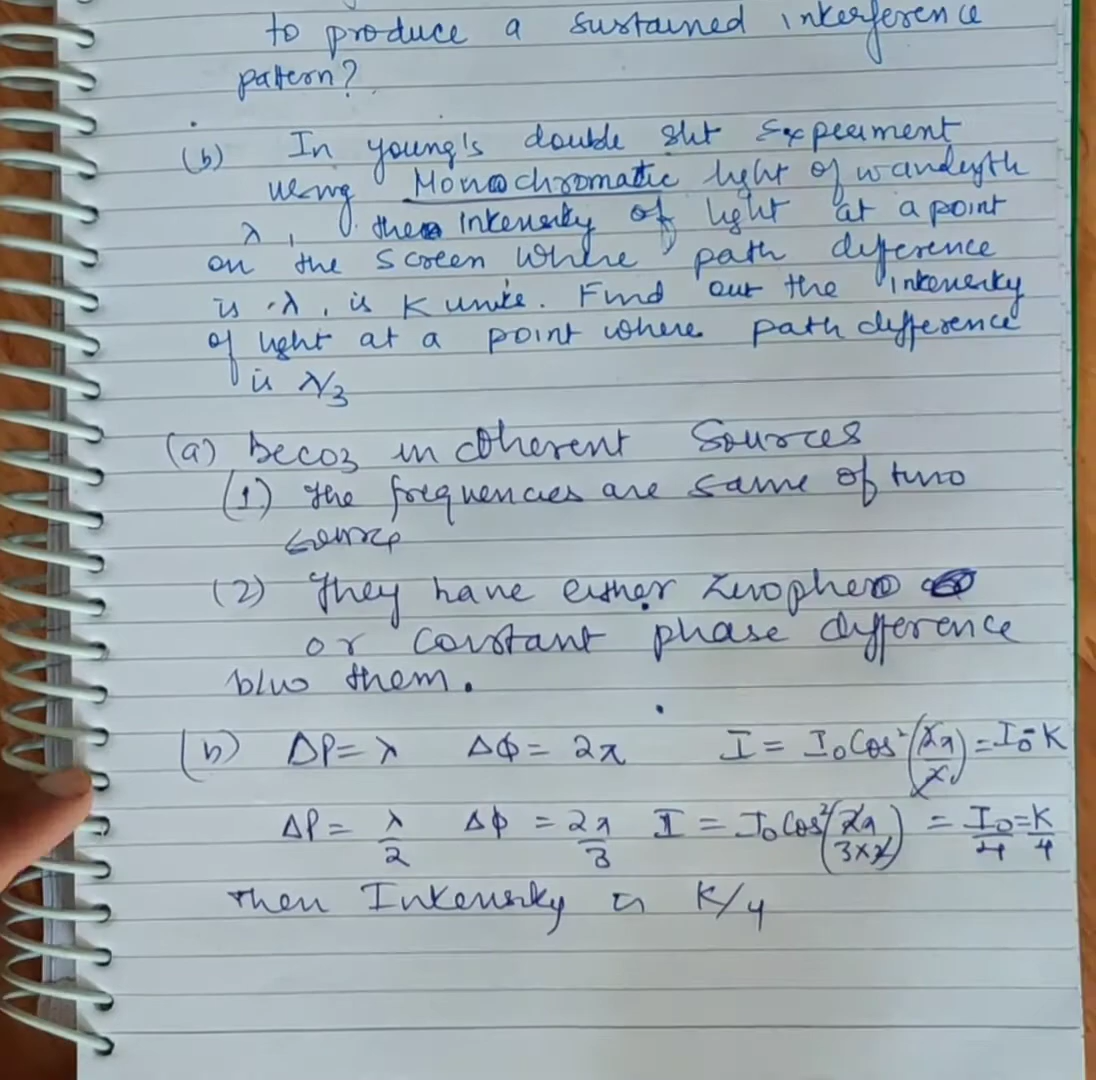 to produce a sustained interference
pattern?
(b) In young's double slit Experiment
using Monochromatic light of wavelength
λ, the intensity of light at a point
on the screen where path difference
is λ, is K units. Find out the intensity
of light at a point where path difference
is λ/3
(a) Becoz in coherent Sources
(1.) The frequencies are same of two
source
(2) They have either zero phase
or constant phase difference
b/w them.
(b) ΔP = λ Δφ = 2π I = I₀ Cos² (2π/2) = I₀ = K
ΔP = λ/2 Δφ = 2π/3 I = I₀ Cos² (2π/3×2) = I₀/4 = K/4
Then Intensity is K/4